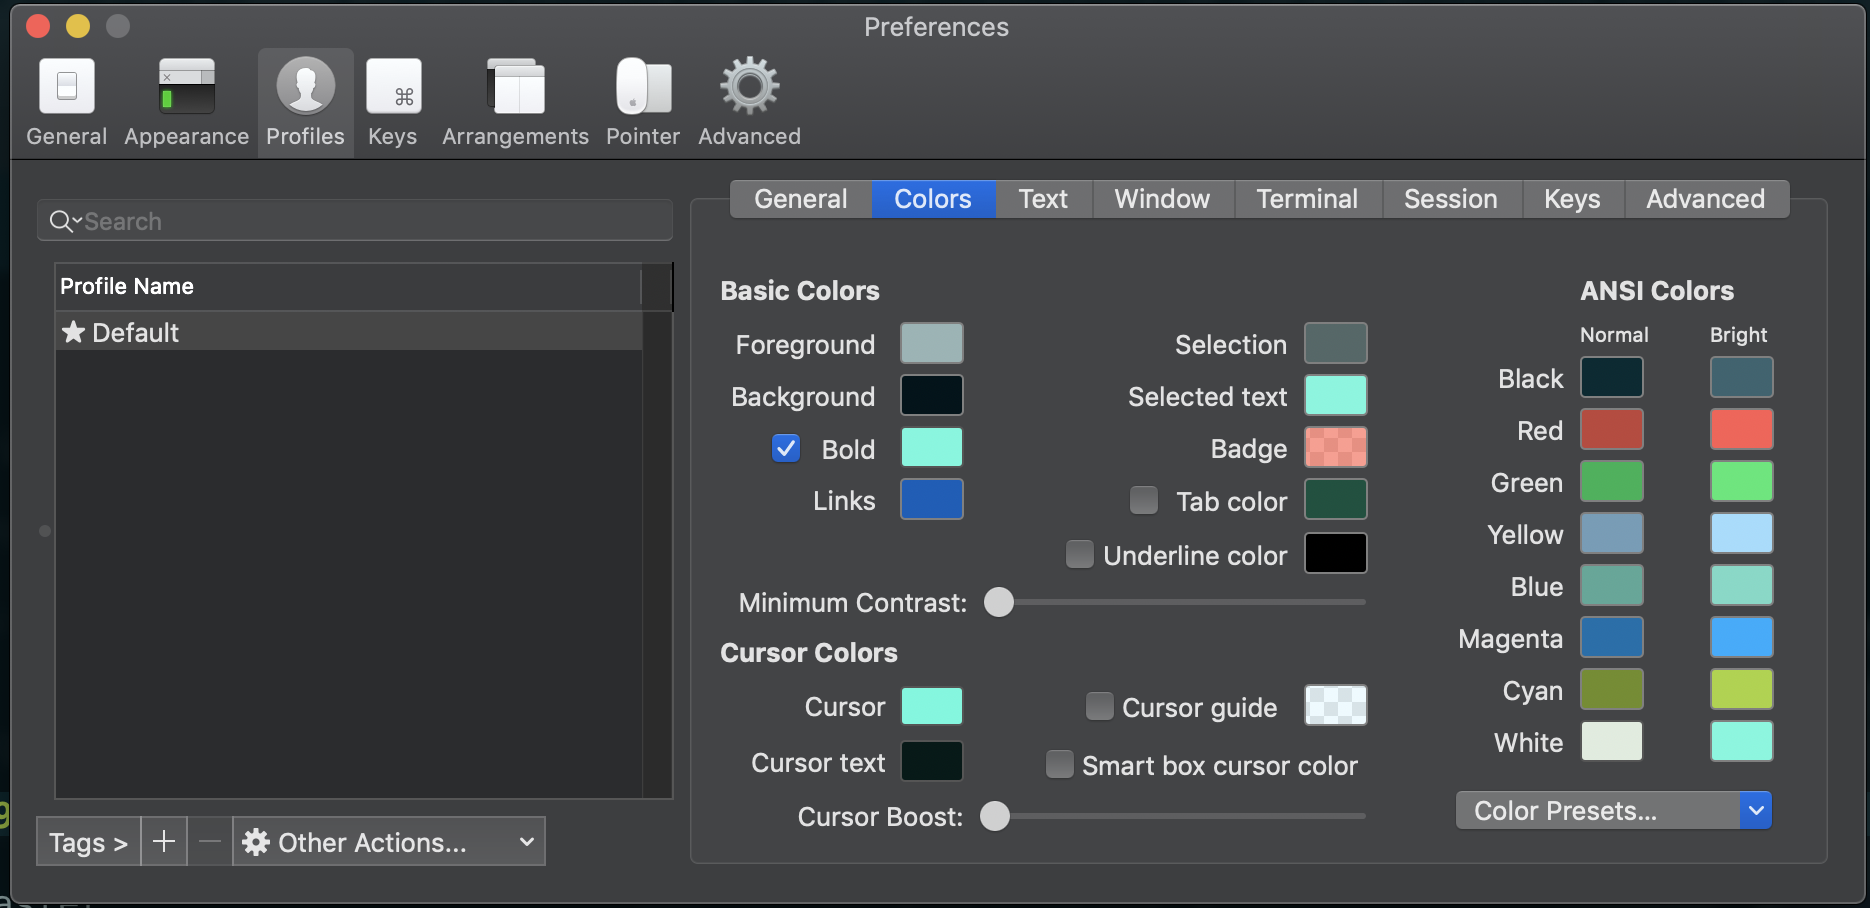 Preferences
General
Appearance
Profiles
Keys
Arrangements
Pointer
Advanced
Search
Profile Name
Default
Tags >
Other Actions...
General
Colors
Text
Window
Terminal
Session
Keys
Advanced
Basic Colors
Foreground
Background
Bold
Links
Selection
Selected text
Badge
Tab color
Underline color
Minimum Contrast:
Cursor Colors
Cursor
Cursor text
Cursor guide
Smart box cursor color
Cursor Boost:
ANSI Colors
Normal Bright
Black
Red
Green
Yellow
Blue
Magenta
Cyan
White
Color Presets...